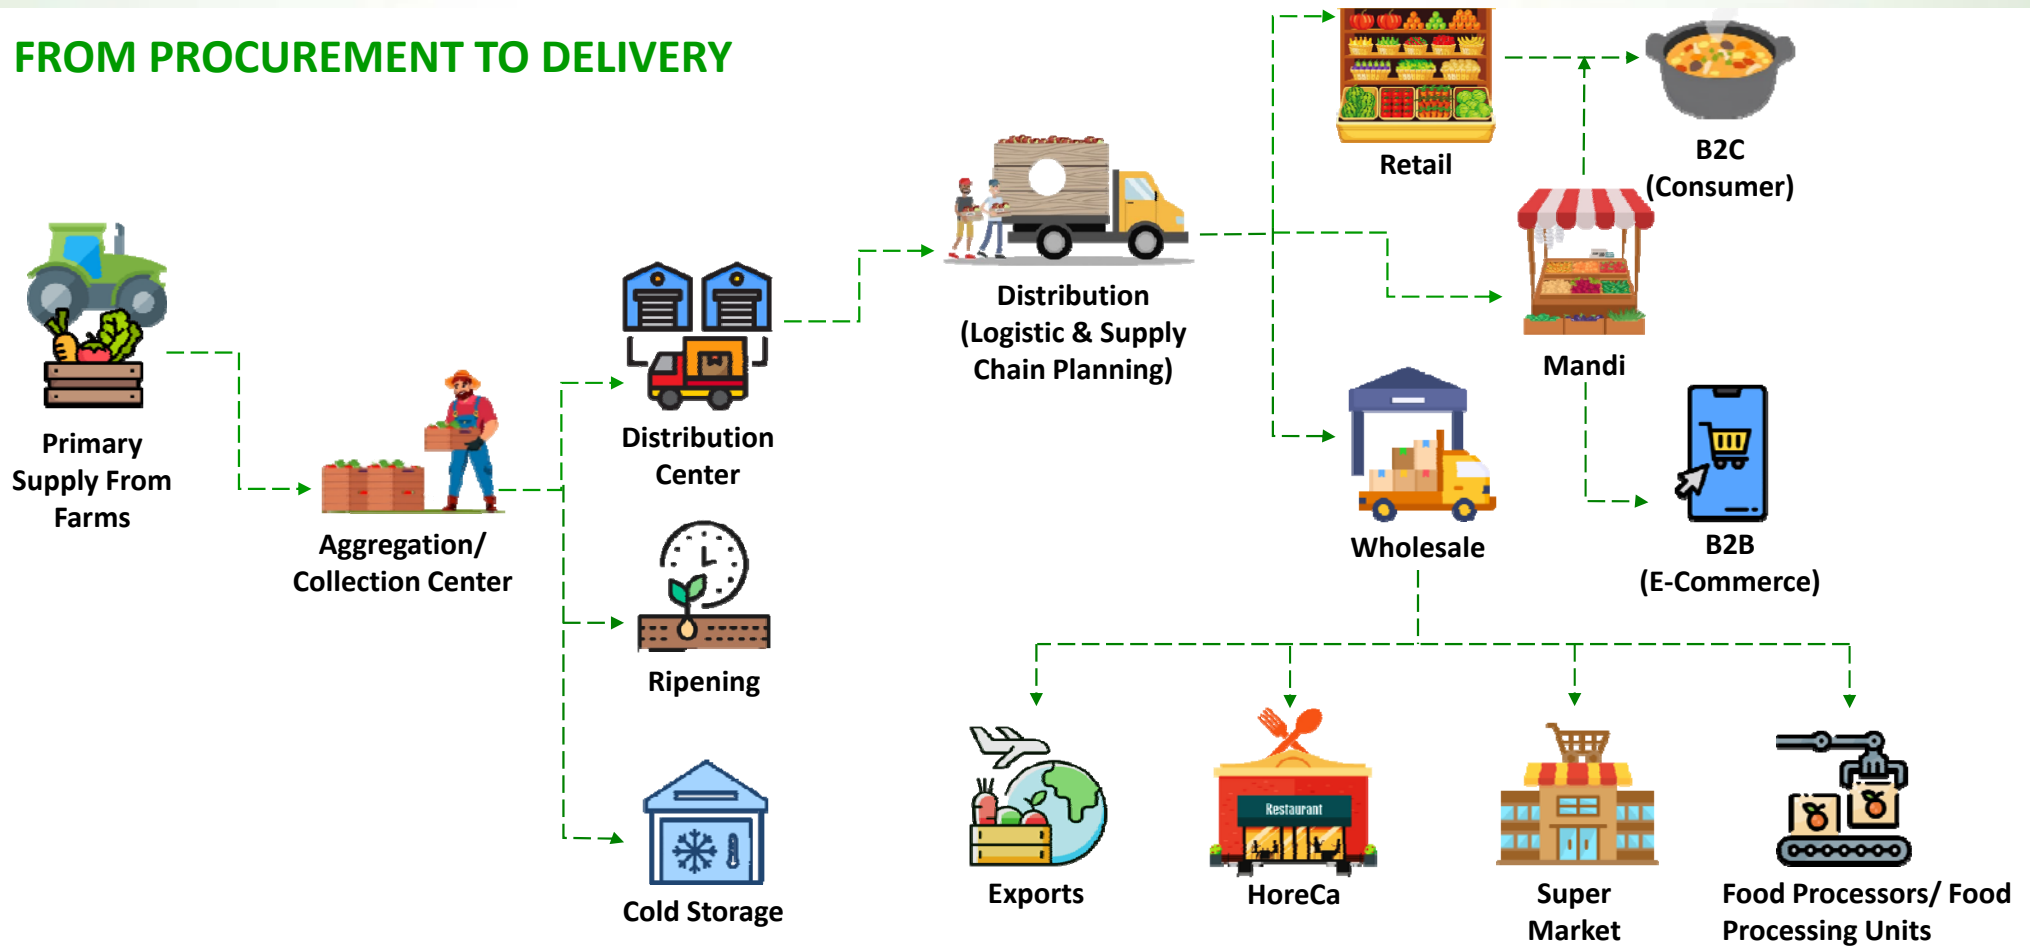 FROM PROCUREMENT TO DELIVERY
Retail
B2C
(Consumer)
Distribution
(Logistic & Supply
Chain Planning)
Mandi
Primary
Supply From
Farms
Distribution
Center
Aggregation/
Collection Center
Wholesale
B2B
(E-Commerce)
Ripening
Cold Storage
Restaurant
Exports
HoreCa
Super
Market
Food Processors/ Food
Processing Units